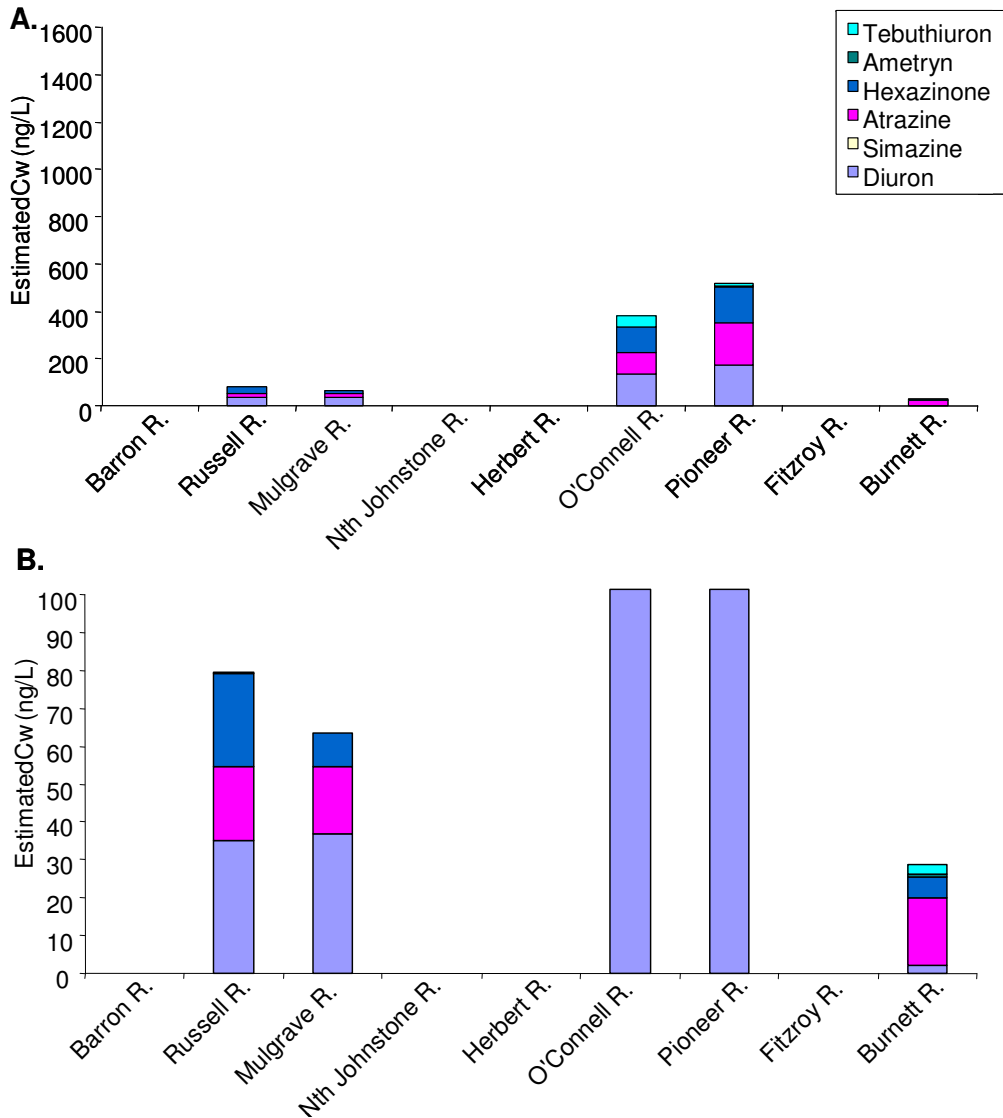 A.
EstimatedCw (ng/L)
1600
1400
1200
1000
800
600
400
200
0
Tebuthiuron
Ametryn
Hexazinone
Atrazine
Simazine
Diuron
Barron R.
Russell R.
Mulgrave R.
Nth Johnstone R.
Herbert R.
O'Connell R.
Pioneer R.
Fitzroy R.
Burnett R.
B.
EstimatedCw (ng/L)
100
90
80
70
60
50
40
30
20
10
0
Barron R.
Russell R.
Mulgrave R.
Nth Johnstone R.
Herbert R.
O'Connell R.
Pioneer R.
Fitzroy R.
Burnett R.